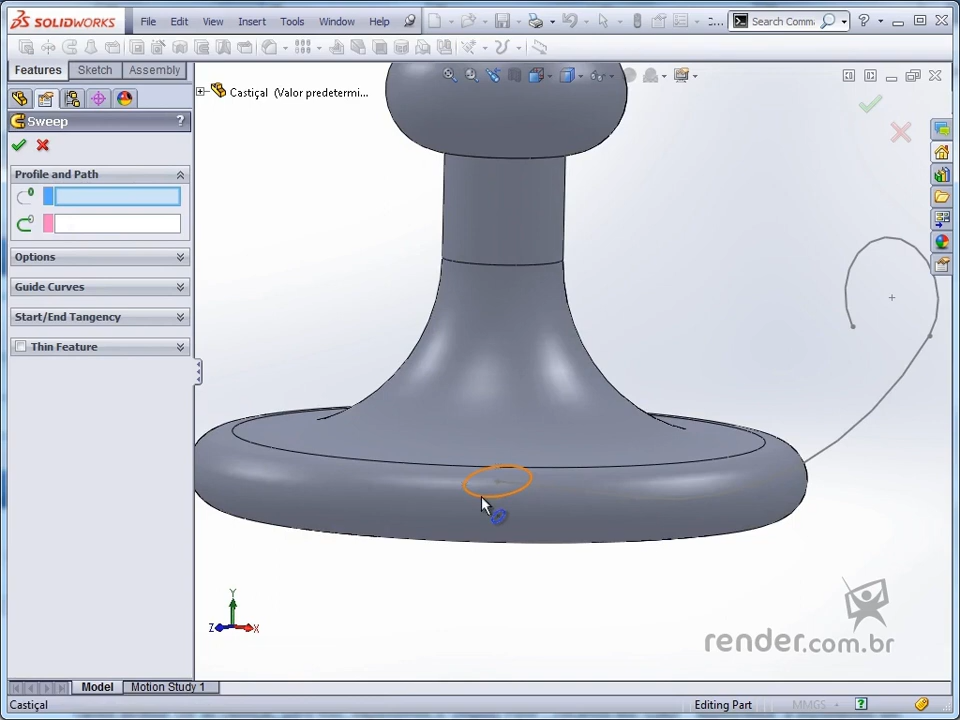 SOLIDWORKS File Edit View Insert Tools Window Help ...
Search Comm
Features Sketch Assembly
Castiçal (Valor predetermi...
Sweep ?
Profile and Path
Options
Guide Curves
Start/End Tangency
Thin Feature
Y
Z X
render.com.br
Model Motion Study 1
Castiçal Editing Part MMGS